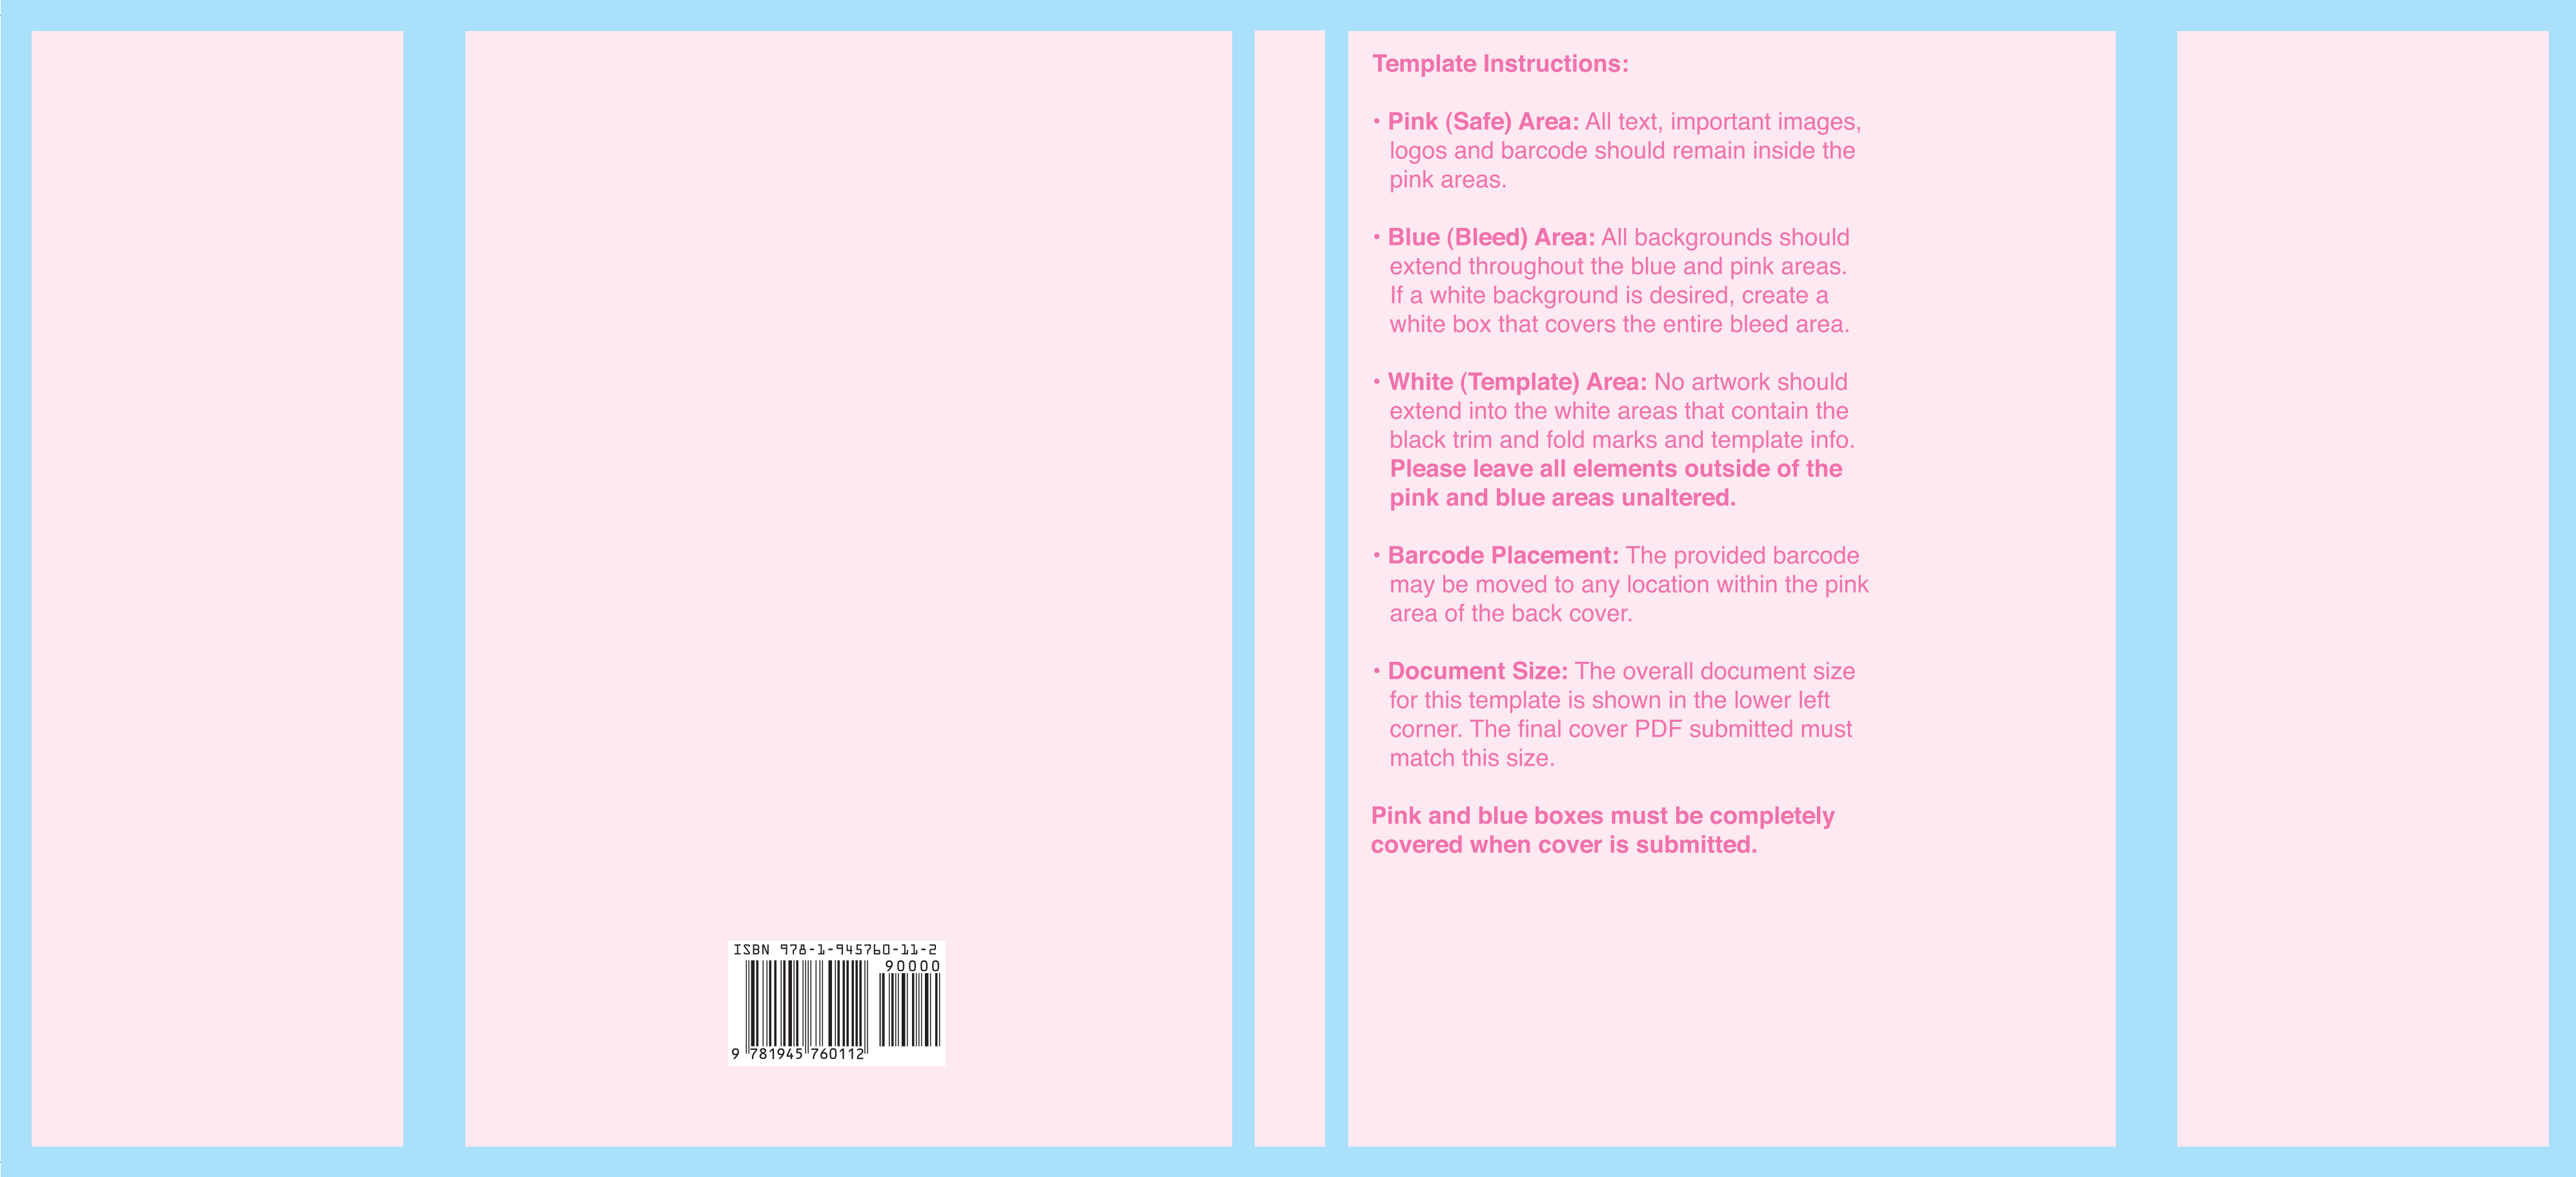 Template Instructions:
• Pink (Safe) Area: All text, important images,
logos and barcode should remain inside the
pink areas.
• Blue (Bleed) Area: All backgrounds should
extend throughout the blue and pink areas.
If a white background is desired, create a
white box that covers the entire bleed area.
• White (Template) Area: No artwork should
extend into the white areas that contain the
black trim and fold marks and template info.
Please leave all elements outside of the
pink and blue areas unaltered.
• Barcode Placement: The provided barcode
may be moved to any location within the pink
area of the back cover.
• Document Size: The overall document size
for this template is shown in the lower left
corner. The final cover PDF submitted must
match this size.
Pink and blue boxes must be completely
covered when cover is submitted.
ISBN 978-1-945760-11-2
90000
9 781945 760112